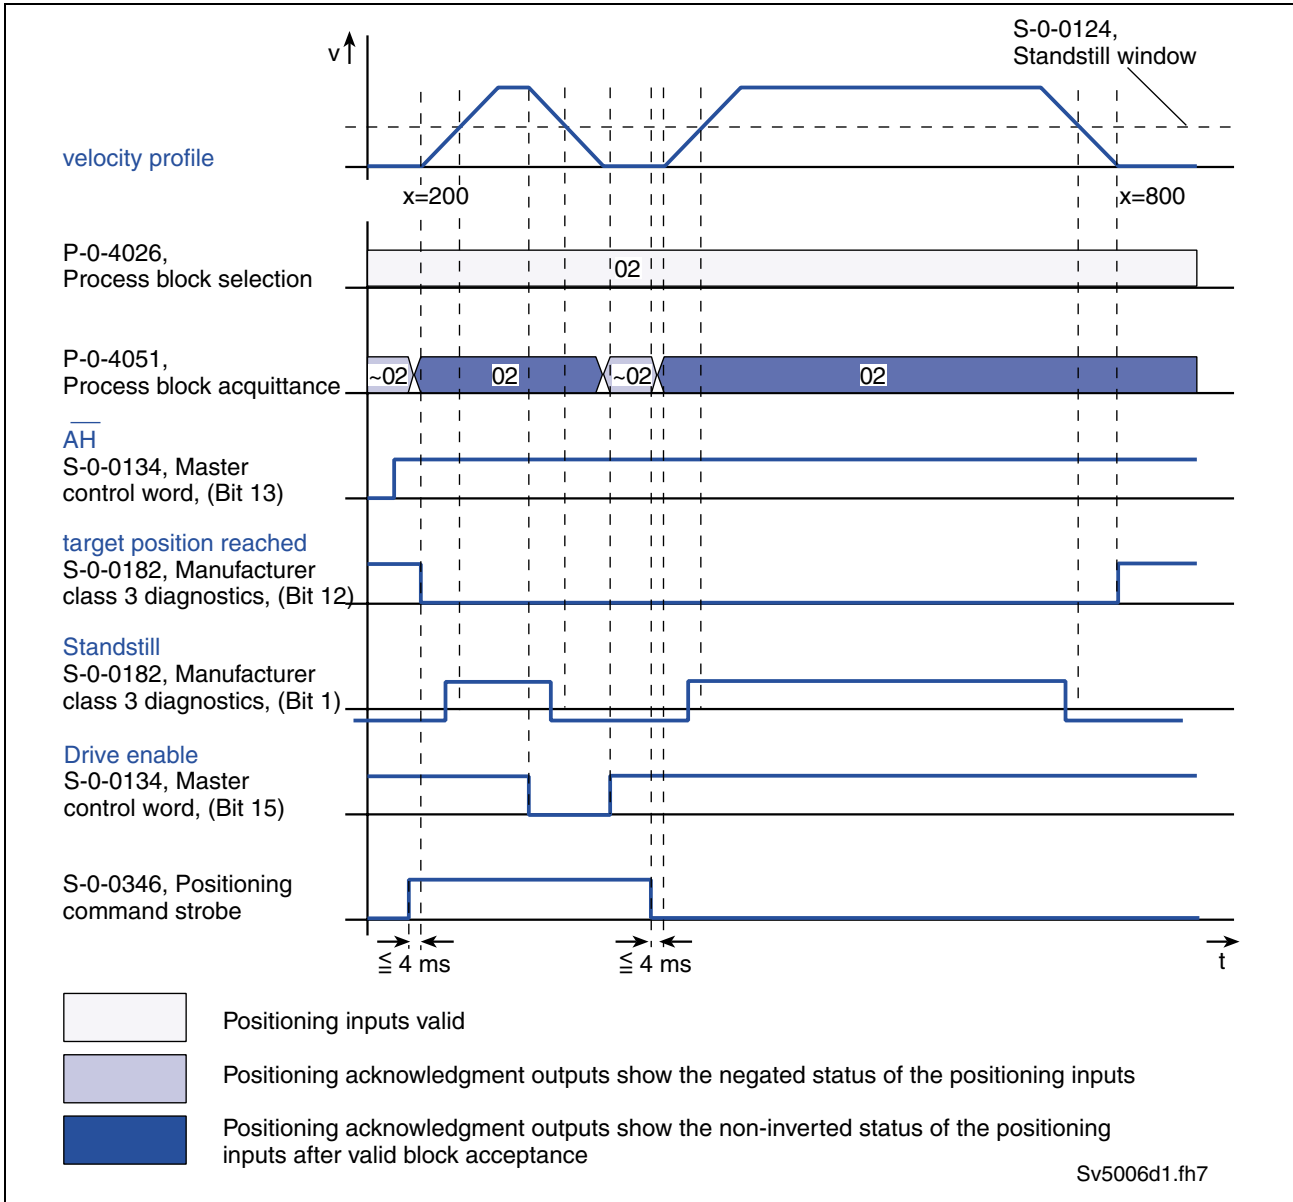 S-0-0124,
Standstill window
v
velocity profile
x=200
x=800
P-0-4026,
Process block selection
02
P-0-4051,
Process block acquittance
~02
02
~02
02
AH
S-0-0134, Master
control word, (Bit 13)
target position reached
S-0-0182, Manufacturer
class 3 diagnostics, (Bit 12)
Standstill
S-0-0182, Manufacturer
class 3 diagnostics, (Bit 1)
Drive enable
S-0-0134, Master
control word, (Bit 15)
S-0-0346, Positioning
command strobe
≦ 4 ms
≦ 4 ms
t
Positioning inputs valid
Positioning acknowledgment outputs show the negated status of the positioning inputs
Positioning acknowledgment outputs show the non-inverted status of the positioning
inputs after valid block acceptance
Sv5006d1.fh7